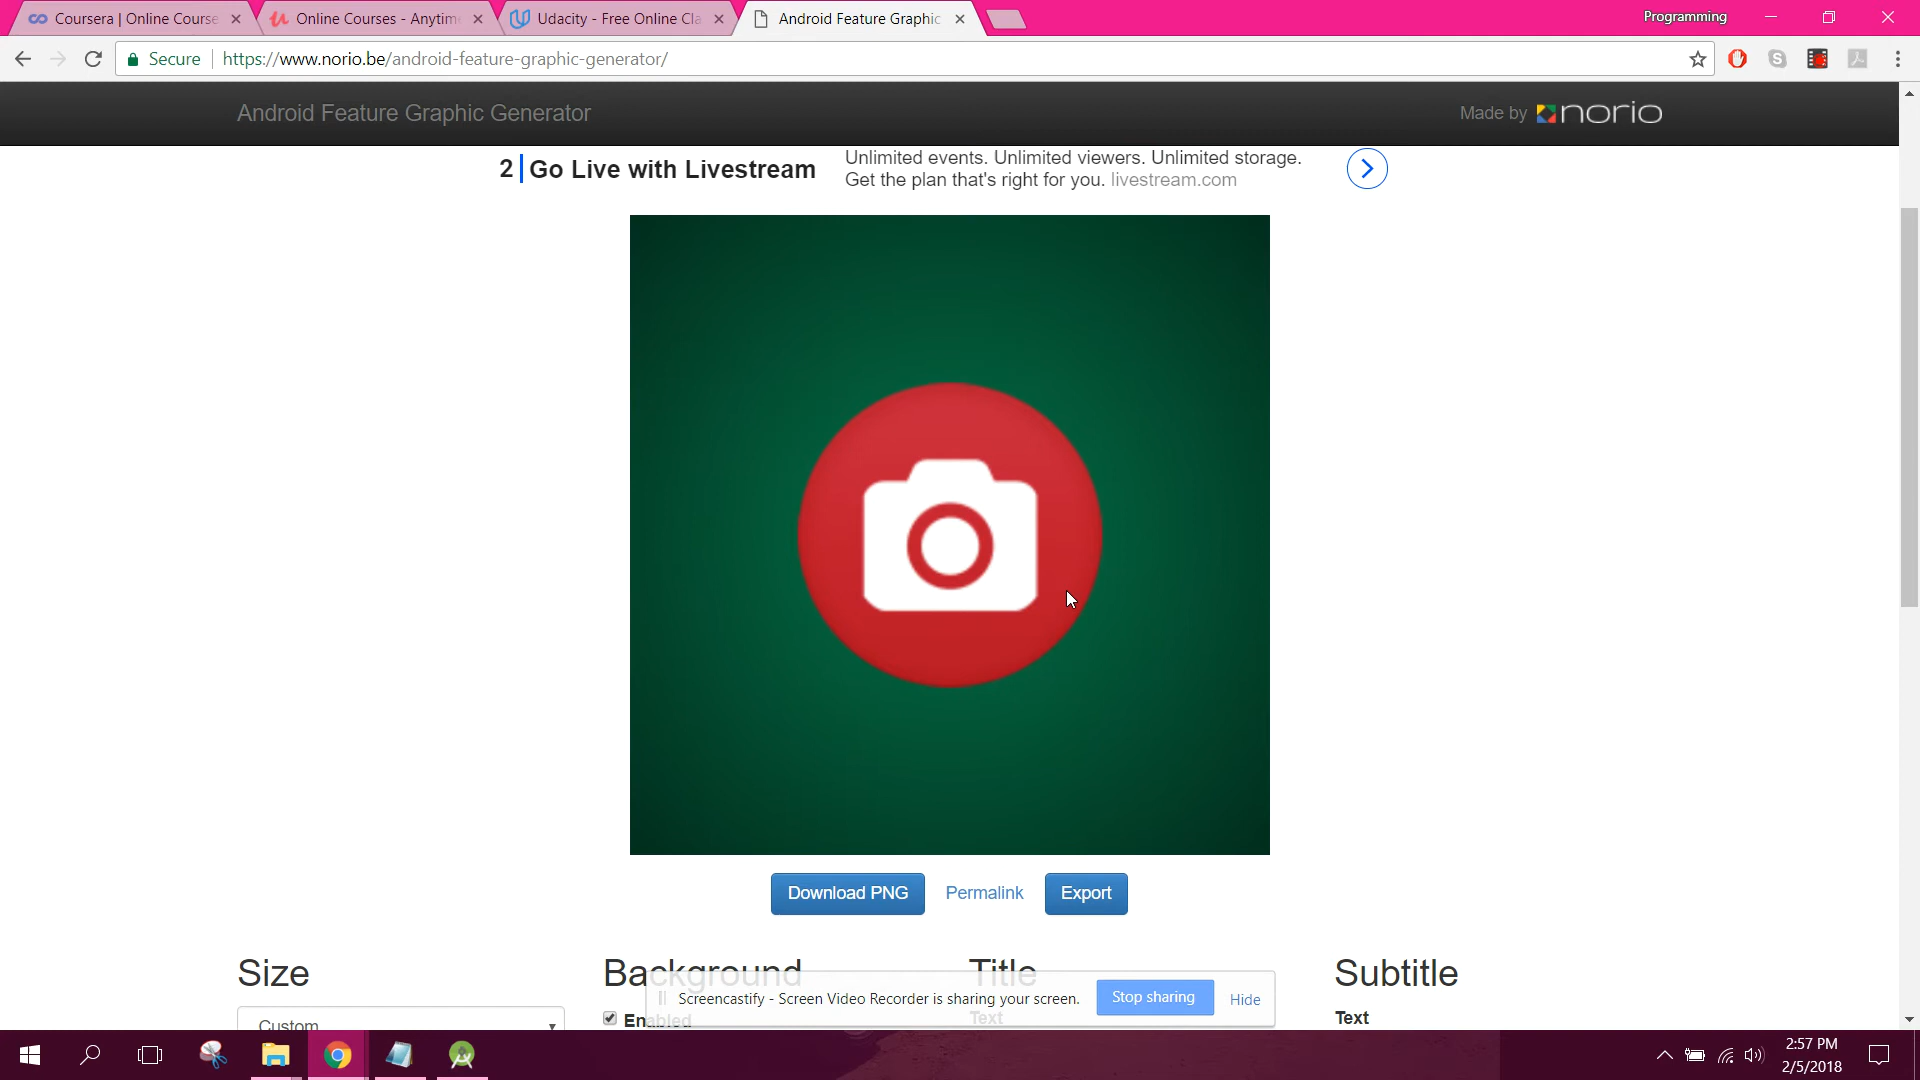 Coursera | Online Course
Online Courses - Anytim
Udacity - Free Online Cla
Android Feature Graphic
Programming
Secure
https://www.norio.be/android-feature-graphic-generator/
Android Feature Graphic Generator
Made by norio
2 Go Live with Livestream
Unlimited events. Unlimited viewers. Unlimited storage.
Get the plan that's right for you. livestream.com
Download PNG
Permalink
Export
Size
Background
Title
Subtitle
Custom
Enabled
Text
Text
Screencastify - Screen Video Recorder is sharing your screen.
Stop sharing
Hide
2:57 PM
2/5/2018